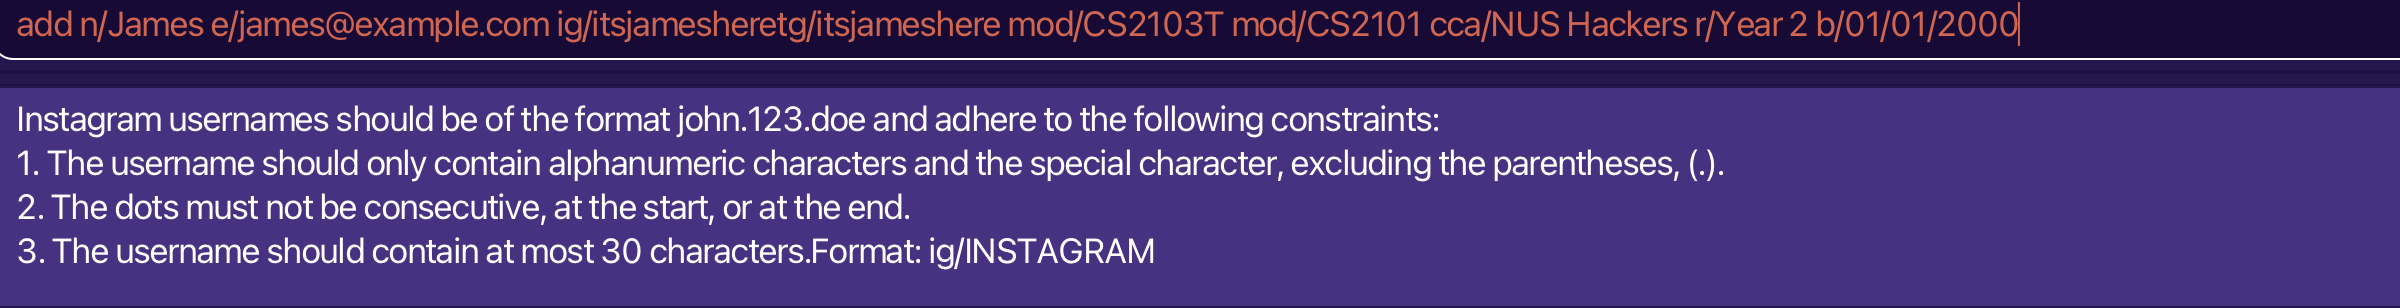 add n/James e/james@example.com ig/itsjamesheretg/itsjameshere mod/CS2103T mod/CS2101 cca/NUS Hackers r/Year 2 b/01/01/2000
Instagram usernames should be of the format john.123.doe and adhere to the following constraints:
1. The username should only contain alphanumeric characters and the special character, excluding the parentheses, (.).
2. The dots must not be consecutive, at the start, or at the end.
3. The username should contain at most 30 characters.Format: ig/INSTAGRAM